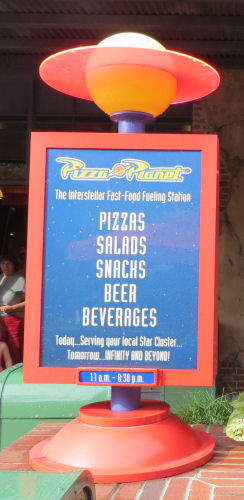 Pizza Planet
The Interstellar Fast-Food Fueling Station
PIZZAS
SALADS
SNACKS
BEER
BEVERAGES
Today...Serving your local Star Cluster...
Tomorrow...INFINITY AND BEYOND!
11 a.m. - 8:30 p.m.